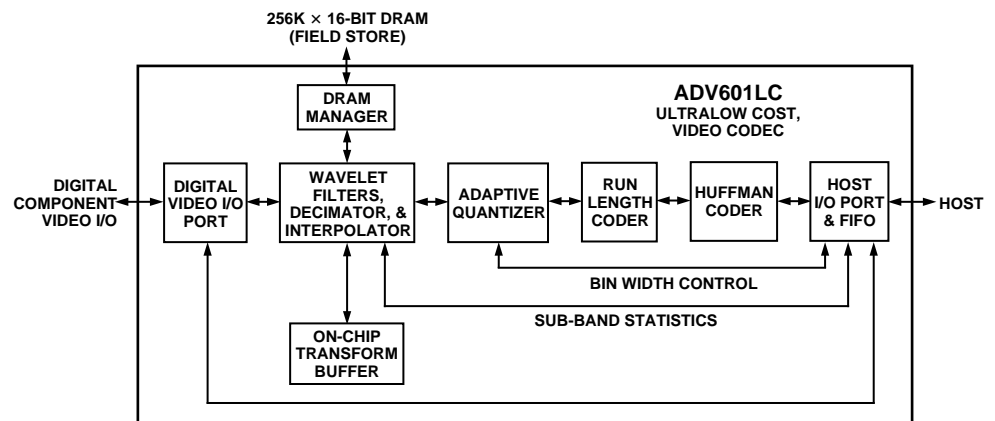 256K × 16-BIT DRAM
(FIELD STORE)
ADV601LC
ULTRALOW COST,
VIDEO CODEC
DRAM
MANAGER
DIGITAL
COMPONENT
VIDEO I/O
DIGITAL
VIDEO I/O
PORT
WAVELET
FILTERS,
DECIMATOR, &
INTERPOLATOR
ADAPTIVE
QUANTIZER
RUN
LENGTH
CODER
HUFFMAN
CODER
HOST
I/O PORT
& FIFO
HOST
BIN WIDTH CONTROL
SUB-BAND STATISTICS
ON-CHIP
TRANSFORM
BUFFER